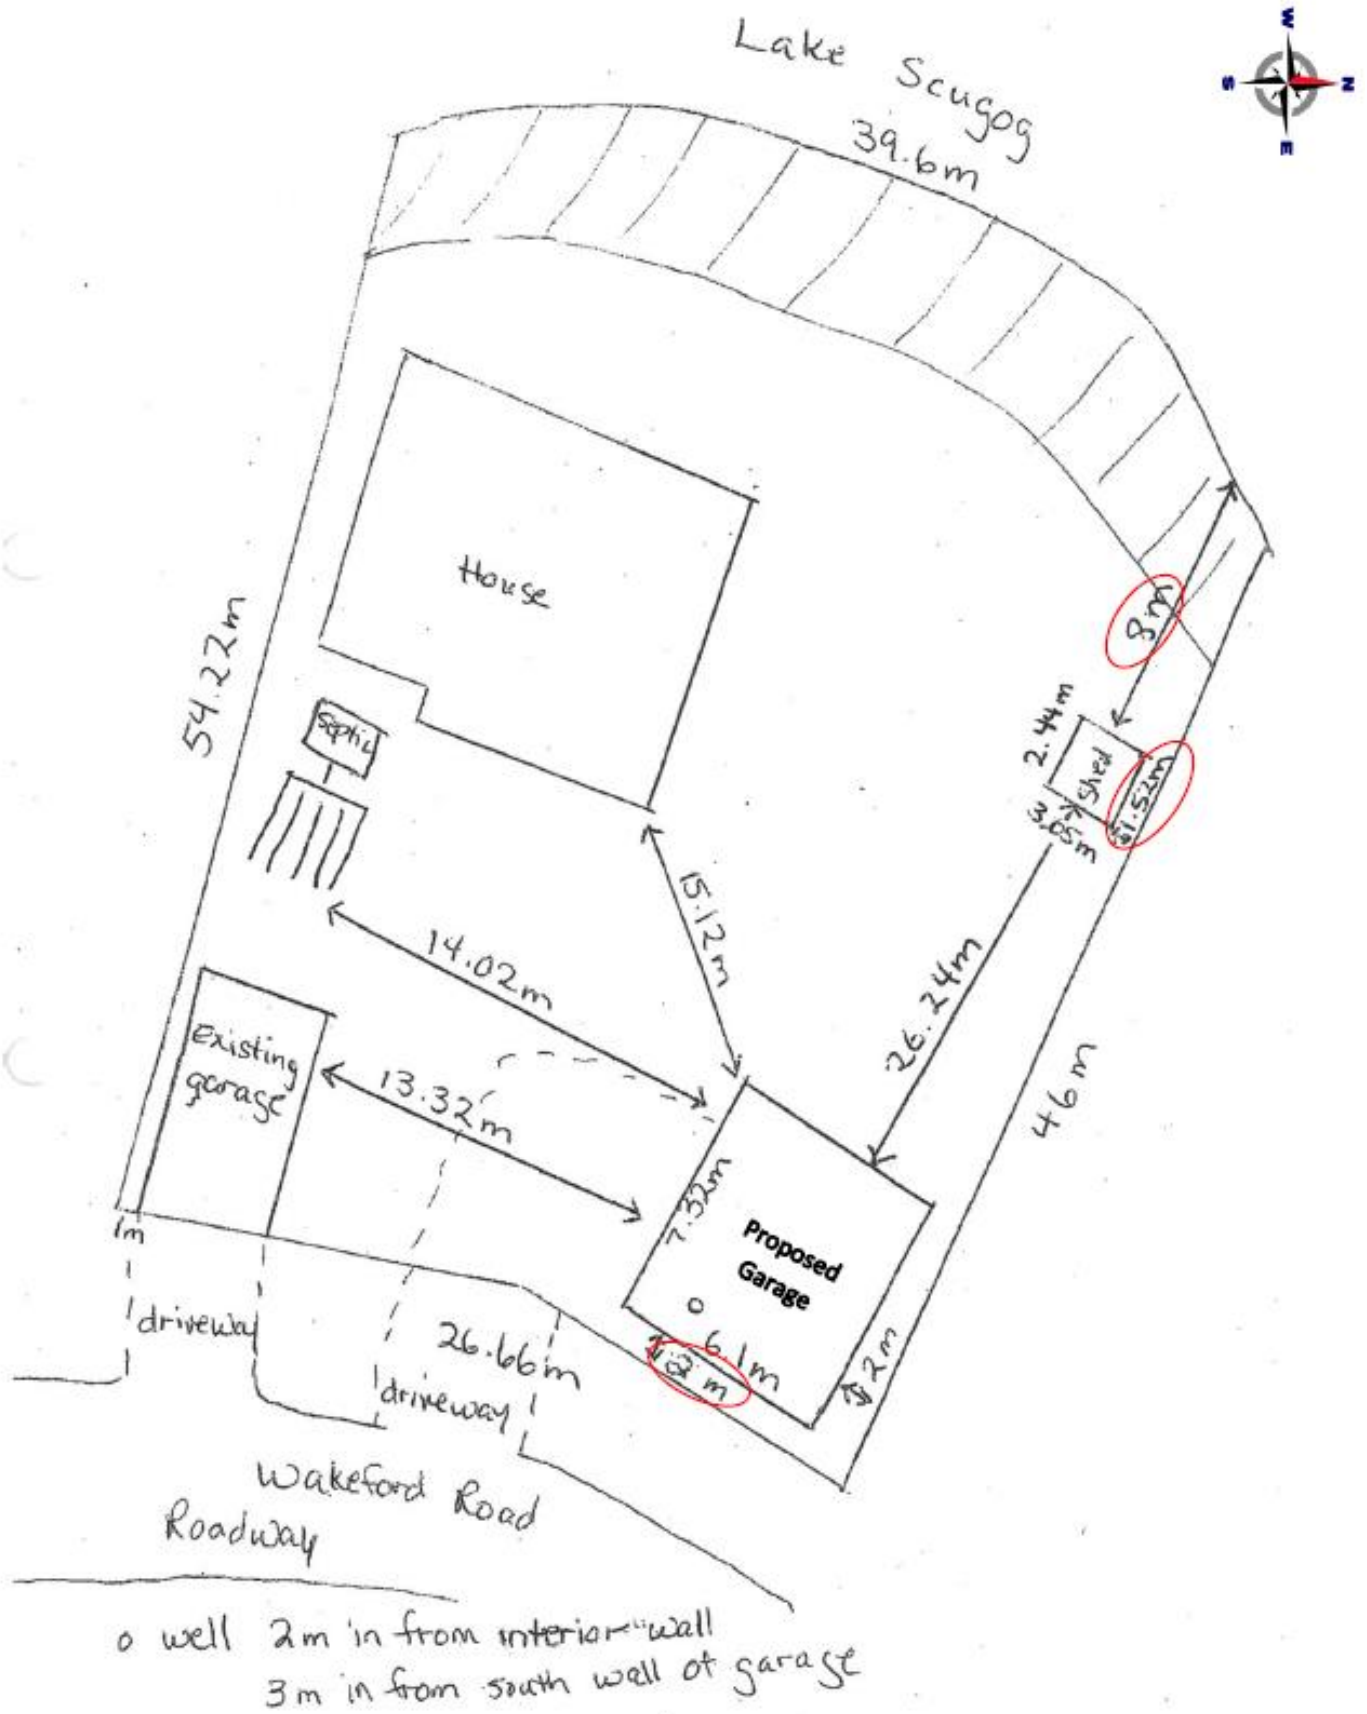 Lake Scugog
39.6m
W
S
N
E
House
54.22m
Septic
8m
2.44m
Shed
1.52m
3.05m
15.12m
14.02m
26.24m
46m
Existing
garage
13.32m
7.32m
Proposed
Garage
6.1m
2m
1m
driveway
26.66m
driveway
Wakeford Road
Roadway
o well 2m in from interior wall
3m in from south wall of garage